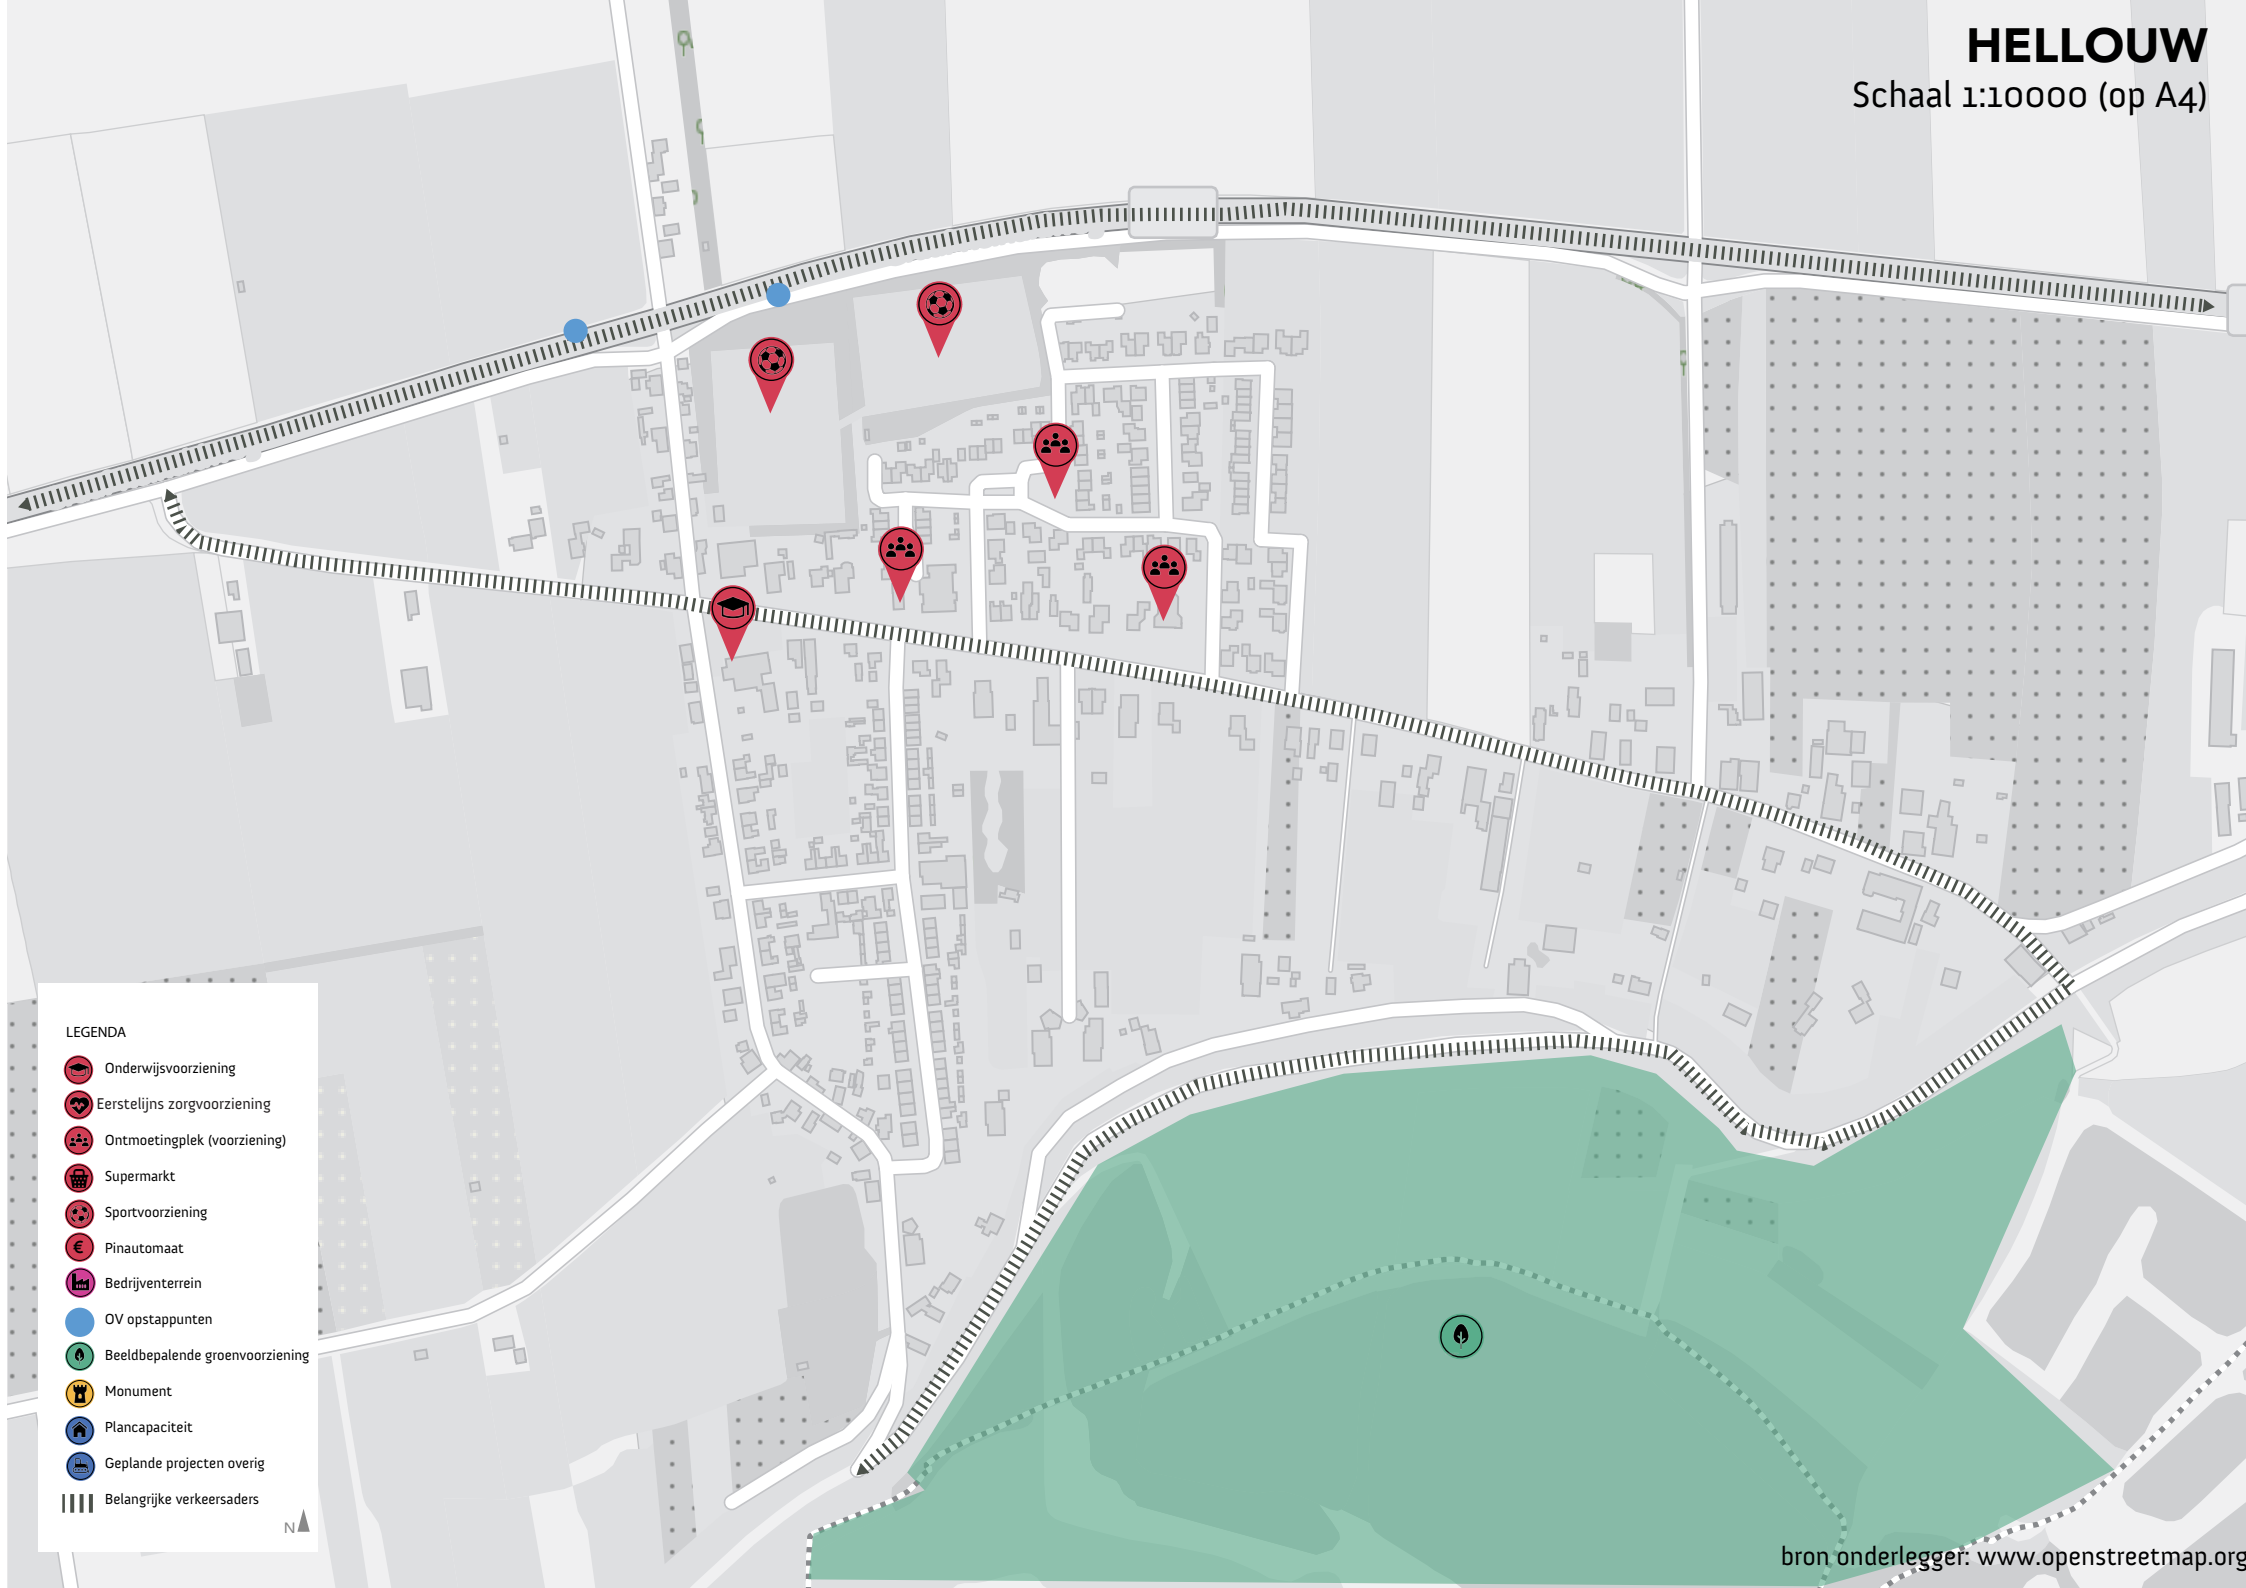 HELLOUW
Schaal 1:10000 (op A4)
LEGENDA
Onderwijsvoorziening
Eerstelijns zorgvoorziening
Ontmoetingplek (voorziening)
Supermarkt
Sportvoorziening
€ Pinautomaat
Bedrijventerrein
OV opstappunten
Beeldbepalende groenvoorziening
Monument
Plancapaciteit
Geplande projecten overig
Belangrijke verkeersaders
N
bron onderlegger: www.openstreetmap.org